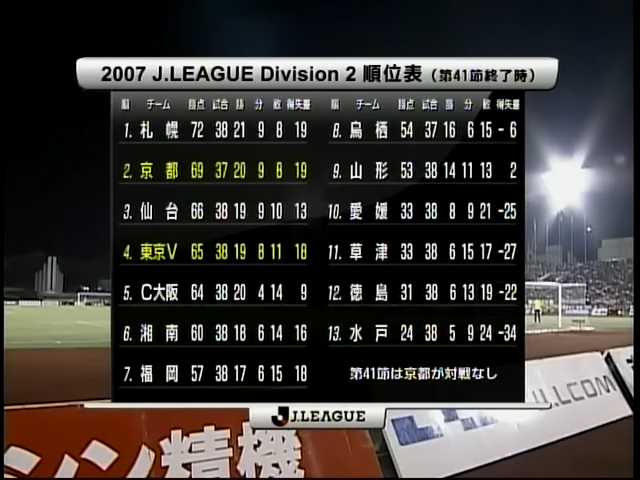 2007 J.LEAGUE Division 2 順位表（第41節終了時）
順 チーム 勝点 試合 勝 分 敗 得失差
1. 札幌 72 38 21 9 8 19
2. 京都 69 37 20 9 8 19
3. 仙台 66 38 19 9 10 13
4. 東京V 65 38 19 8 11 18
5. C大阪 64 38 20 4 14 9
6. 湘南 60 38 18 6 14 16
7. 福岡 57 38 17 6 15 18
順 チーム 勝点 試合 勝 分 敗 得失差
8. 鳥栖 54 37 16 6 15 -6
9. 山形 53 38 14 11 13 2
10. 愛媛 33 38 8 9 21 -25
11. 草津 33 38 6 15 17 -27
12. 徳島 31 38 6 13 19 -22
13. 水戸 24 38 5 9 24 -34
第41節は京都が対戦なし
J.LEAGUE
シン精機
J.LCOM